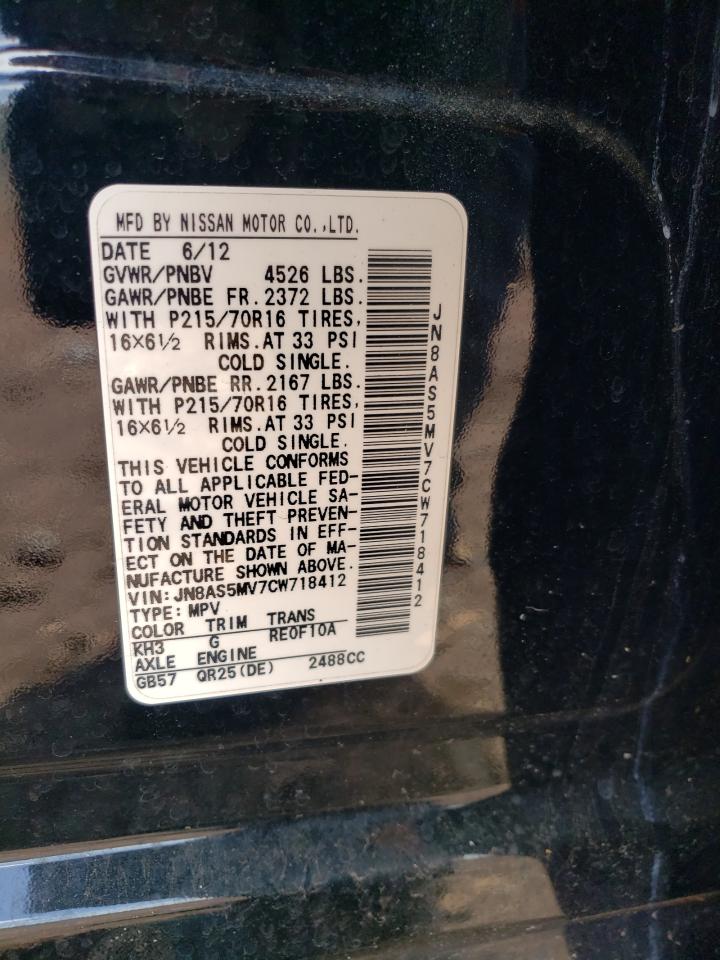 MFD BY NISSAN MOTOR CO.,LTD.
DATE 6/12
GVWR/PNBV 4526 LBS.
GAWR/PNBE FR. 2372 LBS.
WITH P215/70R16 TIRES,
16×6½ RIMS. AT 33 PSI
COLD SINGLE.
GAWR/PNBE RR. 2167 LBS.
WITH P215/70R16 TIRES,
16×6½ RIMS. AT 33 PSI
COLD SINGLE.
THIS VEHICLE CONFORMS
TO ALL APPLICABLE FED-
ERAL MOTOR VEHICLE SA-
FETY AND THEFT PREVEN-
TION STANDARDS IN EFF-
ECT ON THE DATE OF MA-
NUFACTURE SHOWN ABOVE.
VIN: JN8AS5MV7CW718412
TYPE: MPV
COLOR TRIM TRANS
KH3 G RE0F10A
AXLE ENGINE
GB57 QR25(DE) 2488CC
JN8AS5MV7CW718412